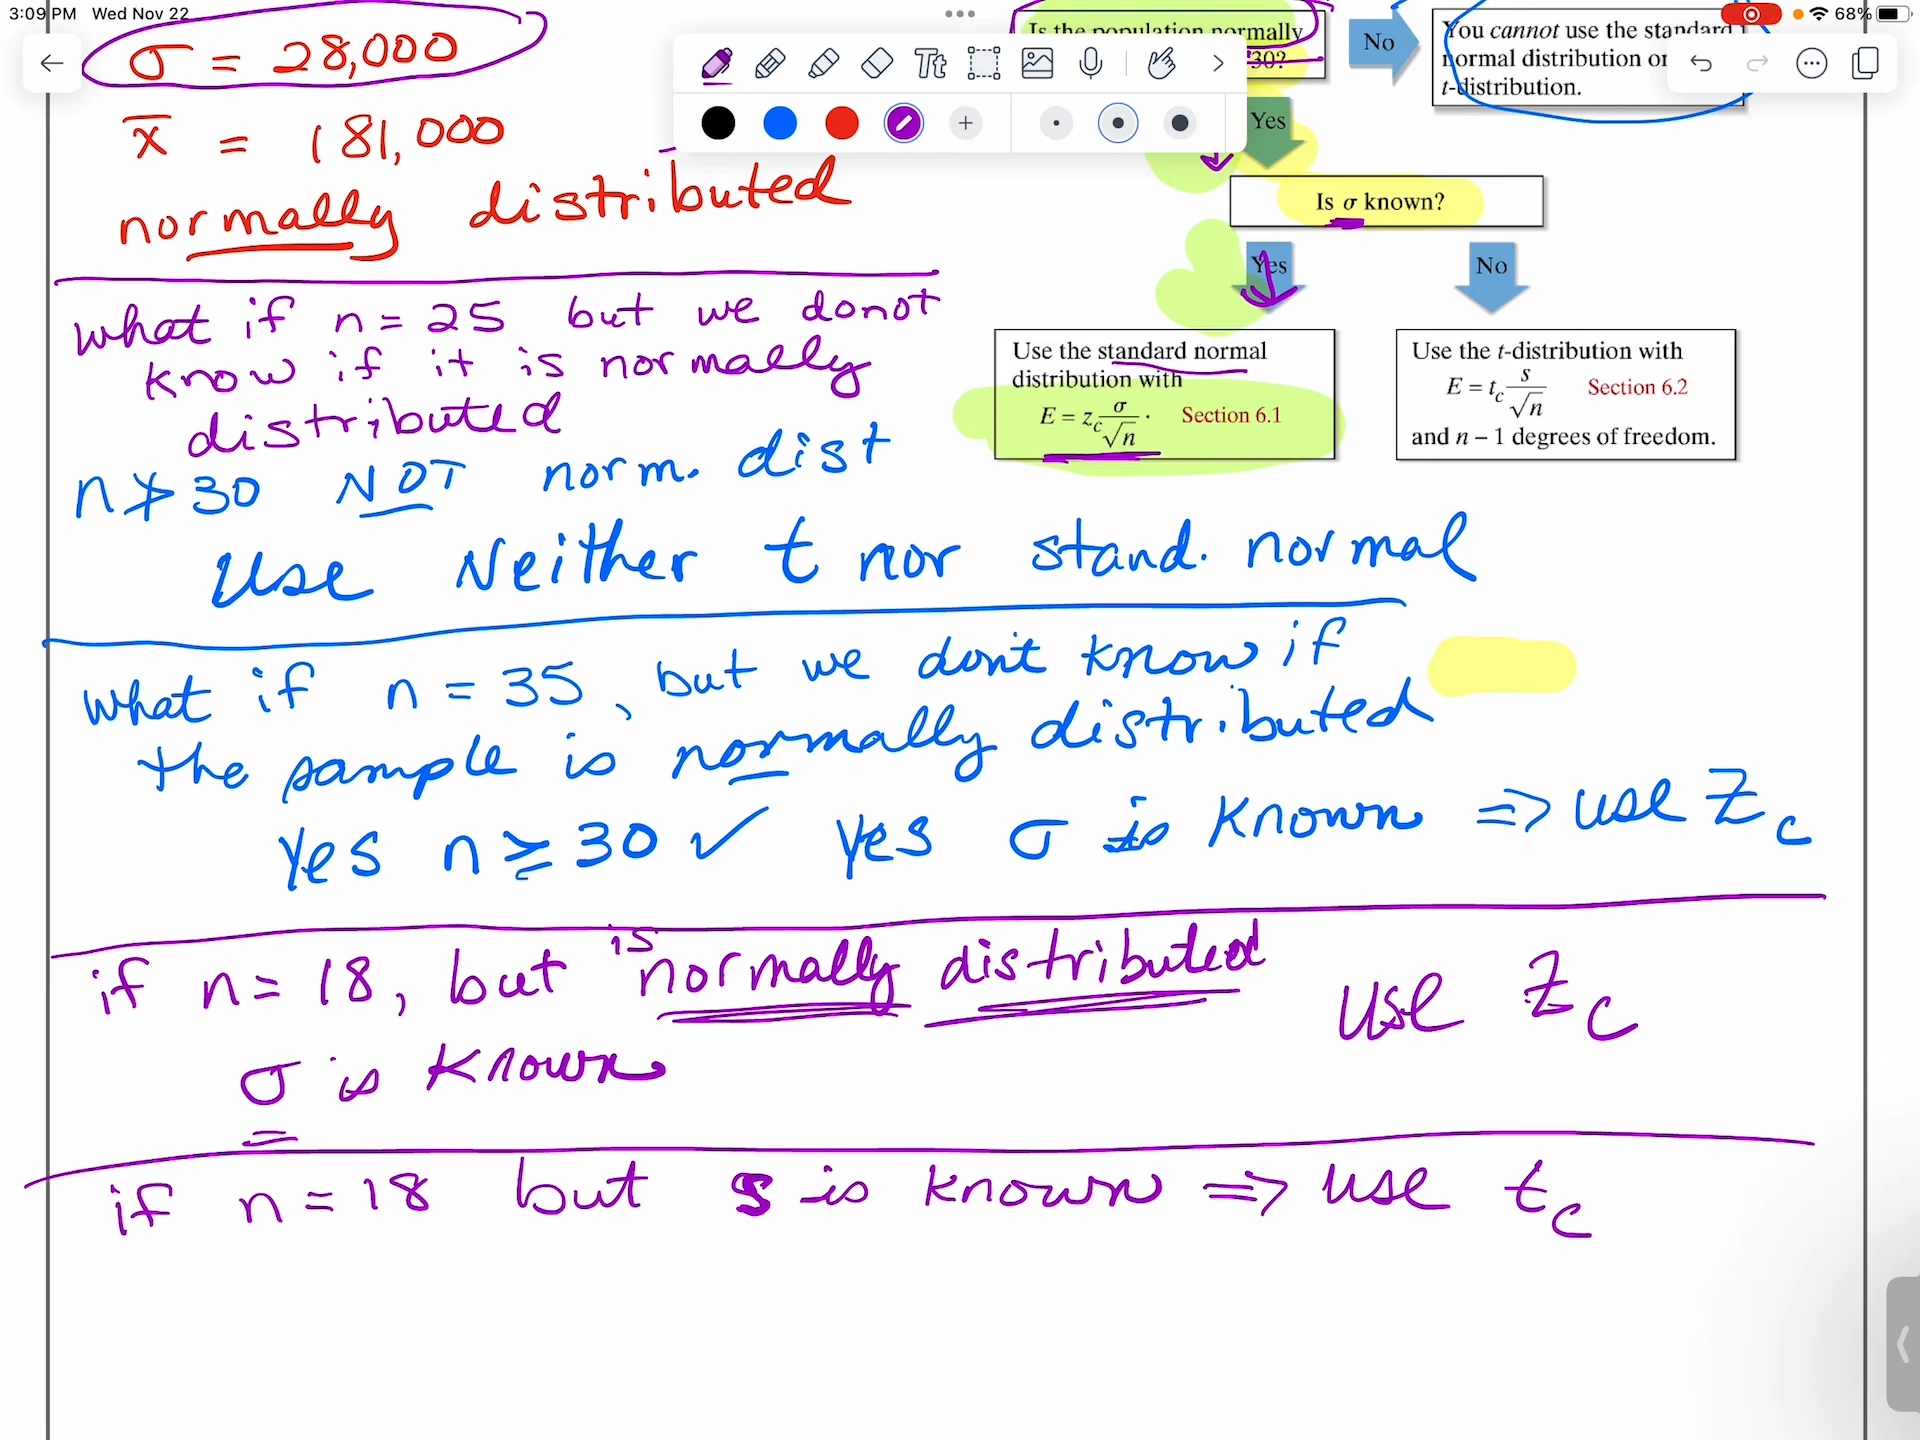 3:09 PM Wed Nov 22
68%
Tt
σ = 28,000
x̄ = 181,000
normally distributed
Is the population normally
30?
No
You cannot use the standard
normal distribution or
t-distribution.
Yes
Is σ known?
Yes
No
Use the standard normal
distribution with
E = z_c σ/√n. Section 6.1
Use the t-distribution with
E = t_c s/√n Section 6.2
and n − 1 degrees of freedom.
what if n = 25 but we donot
know if it is normally
distributed
n ≯ 30 NOT norm. dist
Use Neither t nor stand. normal
what if n = 35, but we don't know if
the sample is normally distributed
Yes n ≥ 30 ✓ Yes σ is known => use Z_c
if n = 18, but is normally distributed use Z_c
σ is known
if n = 18 but s is known => use t_c